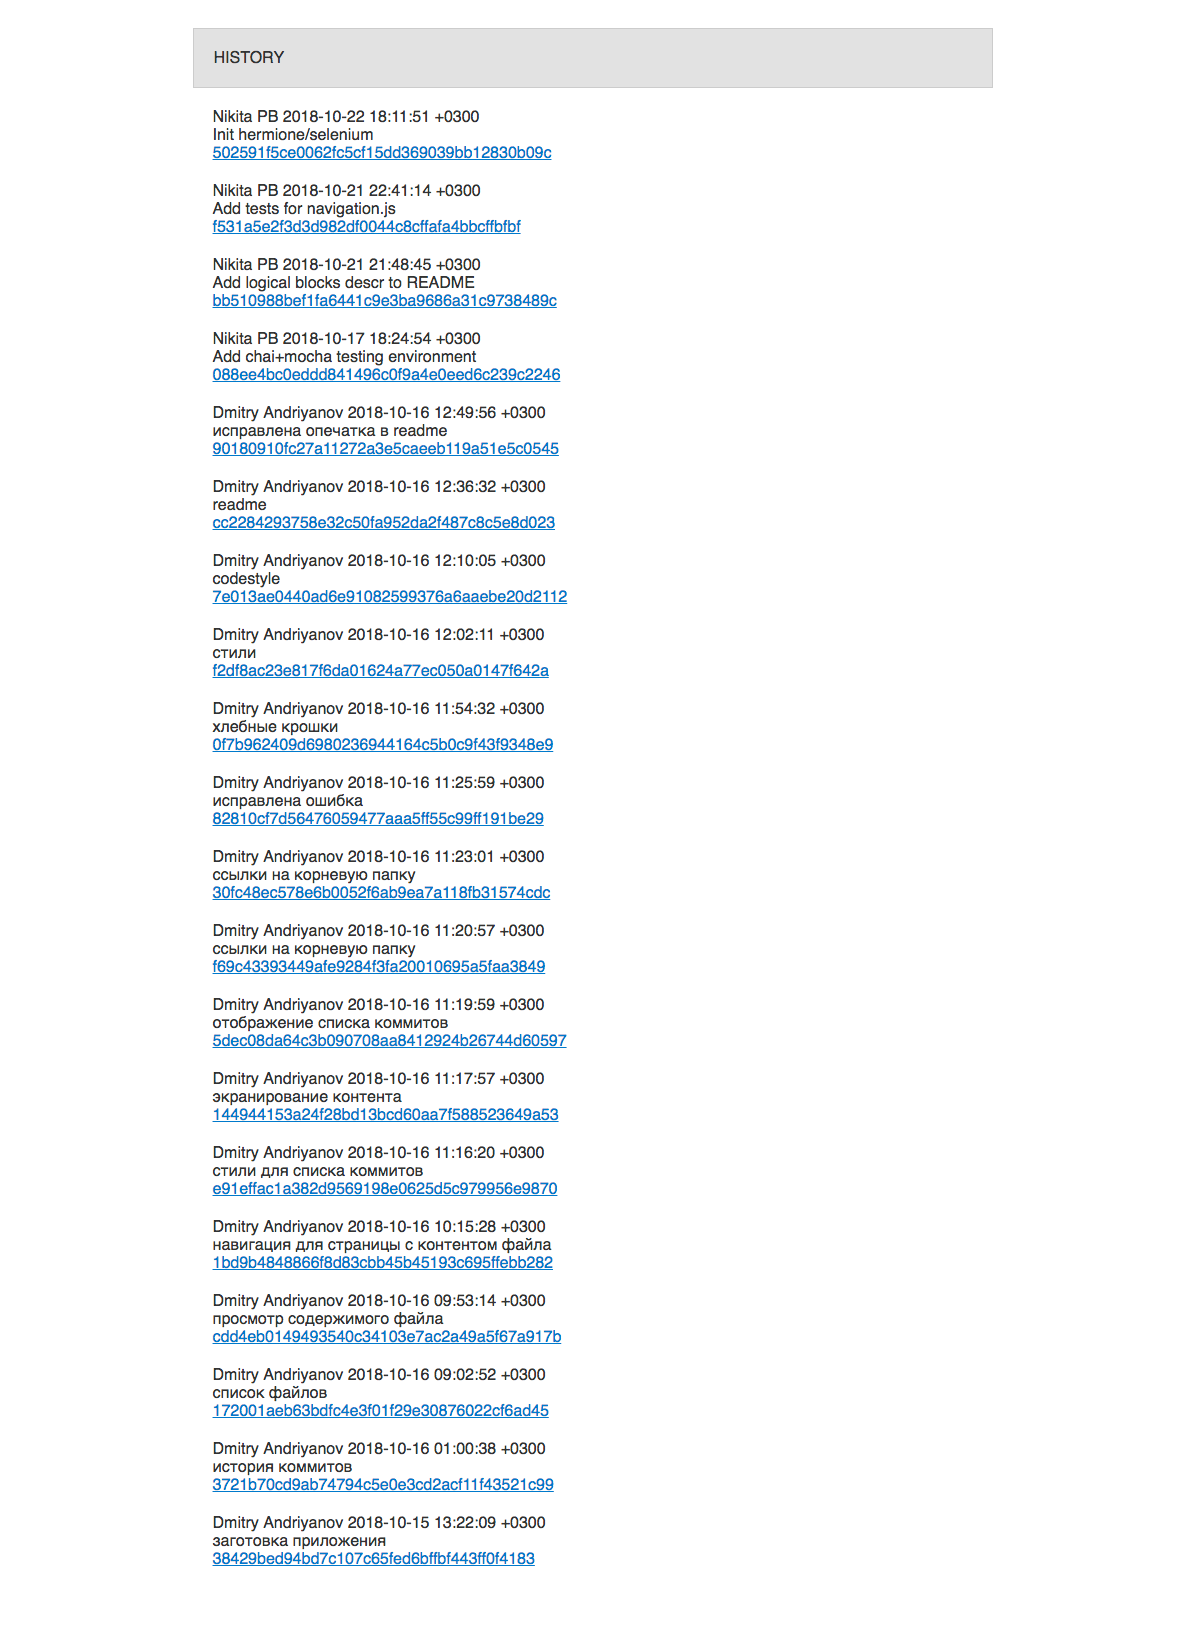 HISTORY
Nikita PB 2018-10-22 18:11:51 +0300
Init hermione/selenium
502591f5ce0062fc5cf15dd369039bb12830b09c
Nikita PB 2018-10-21 22:41:14 +0300
Add tests for navigation.js
f531a5e2f3d3d982df0044c8cffafa4bbcffbfbf
Nikita PB 2018-10-21 21:48:45 +0300
Add logical blocks descr to README
bb510988bef1fa6441c9e3ba9686a31c9738489c
Nikita PB 2018-10-17 18:24:54 +0300
Add chai+mocha testing environment
088ee4bc0eddd841496c0f9a4e0eed6c239c2246
Dmitry Andriyanov 2018-10-16 12:49:56 +0300
исправлена опечатка в readme
90180910fc27a11272a3e5caeeb119a51e5c0545
Dmitry Andriyanov 2018-10-16 12:36:32 +0300
readme
cc2284293758e32c50fa952da2f487c8c5e8d023
Dmitry Andriyanov 2018-10-16 12:10:05 +0300
codestyle
7e013ae0440ad6e91082599376a6aaebe20d2112
Dmitry Andriyanov 2018-10-16 12:02:11 +0300
стили
f2df8ac23e817f6da01624a77ec050a0147f642a
Dmitry Andriyanov 2018-10-16 11:54:32 +0300
хлебные крошки
0f7b962409d6980236944164c5b0c9f43f9348e9
Dmitry Andriyanov 2018-10-16 11:25:59 +0300
исправлена ошибка
82810cf7d56476059477aaa5ff55c99ff191be29
Dmitry Andriyanov 2018-10-16 11:23:01 +0300
ссылки на корневую папку
30fc48ec578e6b0052f6ab9ea7a118fb31574cdc
Dmitry Andriyanov 2018-10-16 11:20:57 +0300
ссылки на корневую папку
f69c43393449afe9284f3fa20010695a5faa3849
Dmitry Andriyanov 2018-10-16 11:19:59 +0300
отображение списка коммитов
5dec08da64c3b090708aa8412924b26744d60597
Dmitry Andriyanov 2018-10-16 11:17:57 +0300
экранирование контента
144944153a24f28bd13bcd60aa7f588523649a53
Dmitry Andriyanov 2018-10-16 11:16:20 +0300
стили для списка коммитов
e91effac1a382d9569198e0625d5c979956e9870
Dmitry Andriyanov 2018-10-16 10:15:28 +0300
навигация для страницы с контентом файла
1bd9b4848866f8d83cbb45b45193c695ffebb282
Dmitry Andriyanov 2018-10-16 09:53:14 +0300
просмотр содержимого файла
cdd4eb0149493540c34103e7ac2a49a5f67a917b
Dmitry Andriyanov 2018-10-16 09:02:52 +0300
список файлов
172001aeb63bdfc4e3f01f29e30876022cf6ad45
Dmitry Andriyanov 2018-10-16 01:00:38 +0300
история коммитов
3721b70cd9ab74794c5e0e3cd2acf11f43521c99
Dmitry Andriyanov 2018-10-15 13:22:09 +0300
заготовка приложения
38429bed94bd7c107c65fed6bffbf443ff0f4183